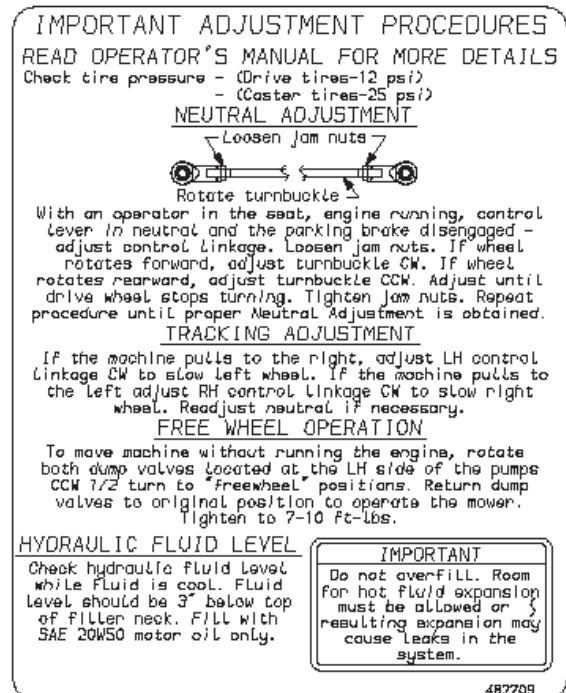 IMPORTANT ADJUSTMENT PROCEDURES
READ OPERATOR'S MANUAL FOR MORE DETAILS
Check tire pressure - (Drive tires-12 psi)
- (Caster tires-25 psi)
NEUTRAL ADJUSTMENT
Loosen jam nuts
Rotate turnbuckle
With an operator in the seat, engine running, control
lever in neutral and the parking brake disengaged -
adjust control linkage. Loosen jam nuts. If wheel
rotates forward, adjust turnbuckle CW. If wheel
rotates rearward, adjust turnbuckle CCW. Adjust until
drive wheel stops turning. Tighten jam nuts. Repeat
procedure until proper Neutral Adjustment is obtained.
TRACKING ADJUSTMENT
If the machine pulls to the right, adjust LH control
linkage CW to slow left wheel. If the machine pulls to
the left adjust RH control linkage CW to slow right
wheel. Readjust neutral if necessary.
FREE WHEEL OPERATION
To move machine without running the engine, rotate
both dump valves located at the LH side of the pumps
CCW 1/2 turn to "freewheel" positions. Return dump
valves to original position to operate the mower.
Tighten to 7-10 ft-lbs.
HYDRAULIC FLUID LEVEL
Check hydraulic fluid level
while fluid is cool. Fluid
level should be 3" below top
of filler neck. Fill with
SAE 20W50 motor oil only.
IMPORTANT
Do not overfill. Room
for hot fluid expansion
must be allowed or
resulting expansion may
cause leaks in the
system.
482709